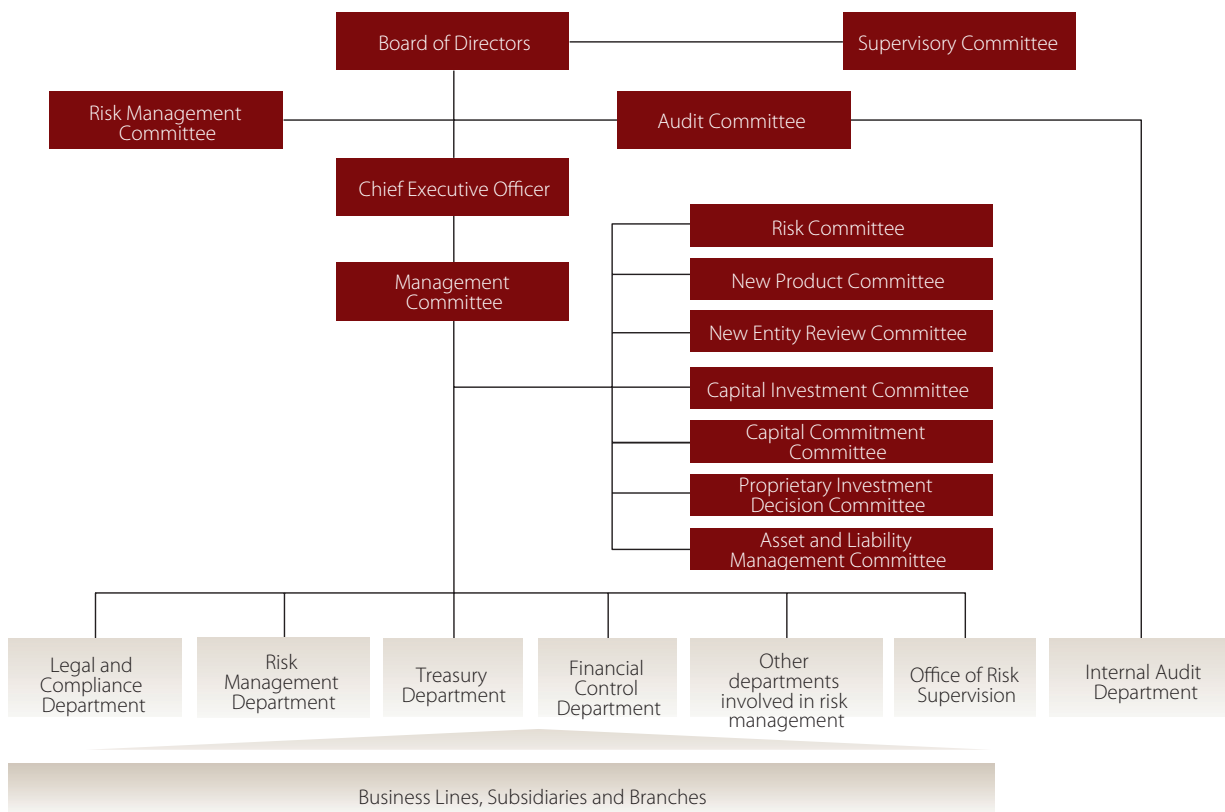 Board of Directors
Supervisory Committee
Risk Management
Committee
Audit Committee
Chief Executive Officer
Risk Committee
Management
Committee
New Product Committee
New Entity Review Committee
Capital Investment Committee
Capital Commitment
Committee
Proprietary Investment
Decision Committee
Asset and Liability
Management Committee
Legal and
Compliance
Department
Risk
Management
Department
Treasury
Department
Financial
Control
Department
Other
departments
involved in risk
management
Office of Risk
Supervision
Internal Audit
Department
Business Lines, Subsidiaries and Branches